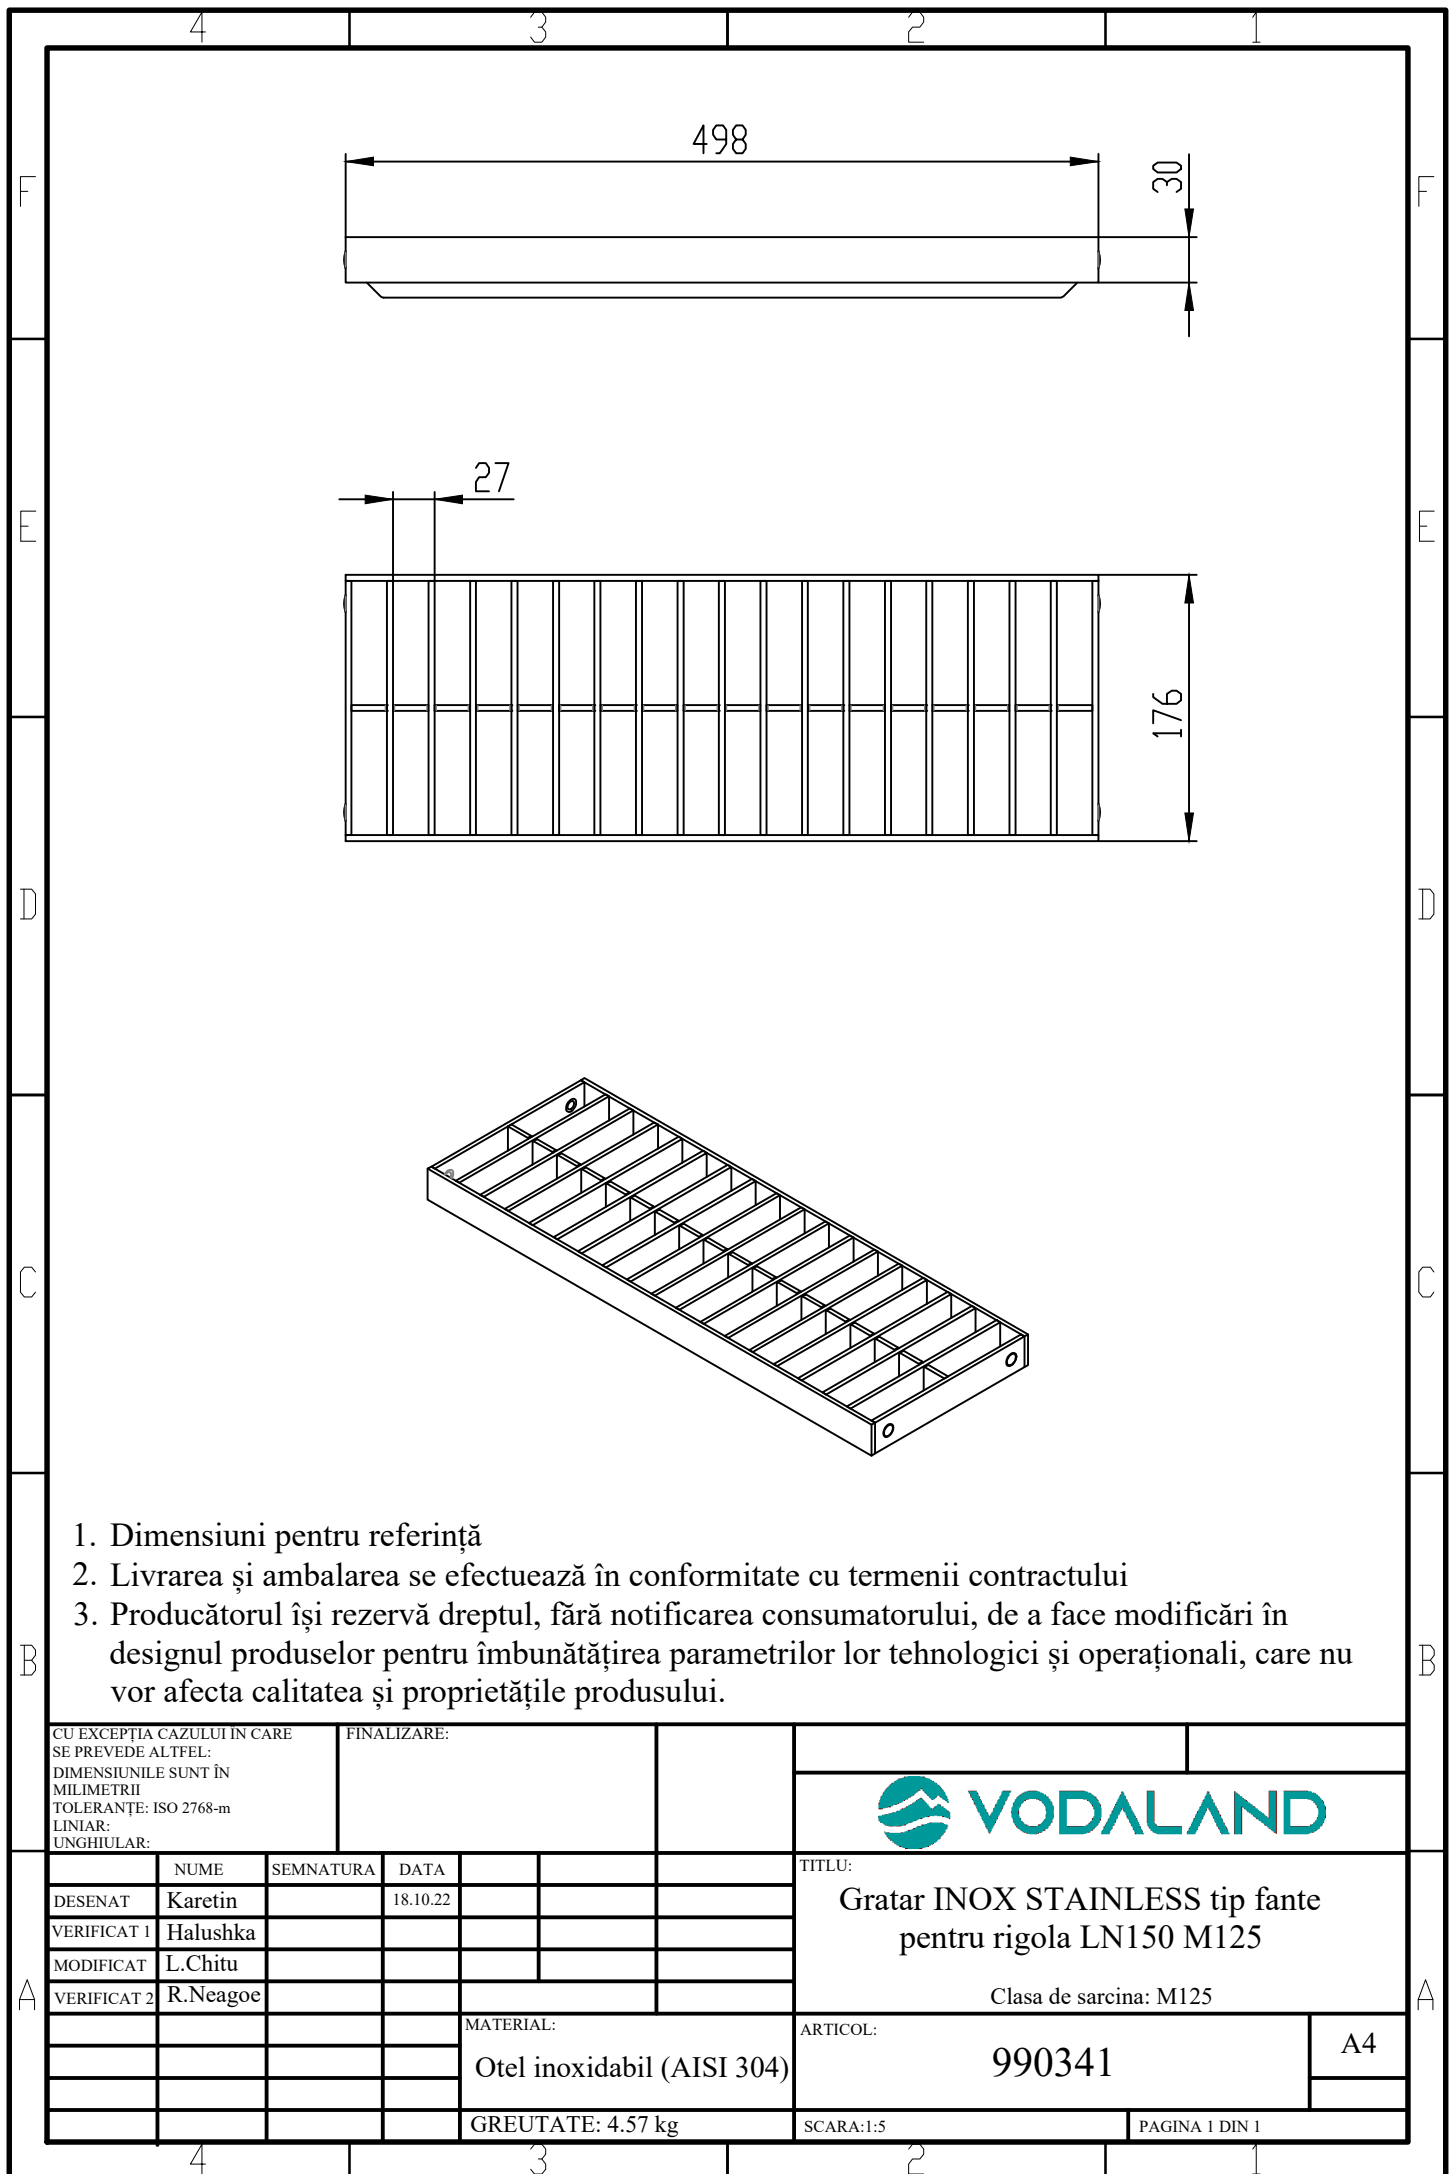 4 3 2 1
498
30
F F
27
E E
176
D D
C C
1. Dimensiuni pentru referință
2. Livrarea și ambalarea se efectuează în conformitate cu termenii contractului
3. Producătorul își rezervă dreptul, fără notificarea consumatorului, de a face modificări în
designul produselor pentru îmbunătățirea parametrilor lor tehnologici și operaționali, care nu
vor afecta calitatea și proprietățile produsului.
B B
CU EXCEPȚIA CAZULUI ÎN CARE
SE PREVEDE ALTFEL:
DIMENSIUNILE SUNT ÎN
MILIMETRII
TOLERANȚE: ISO 2768-m
LINIAR:
UNGHIULAR:
FINALIZARE:
VODALAND
NUME SEMNATURA DATA
DESENAT Karetin 18.10.22
VERIFICAT 1 Halushka
MODIFICAT L.Chitu
VERIFICAT 2 R.Neagoe
TITLU:
Gratar INOX STAINLESS tip fante
pentru rigola LN150 M125
Clasa de sarcina: M125
A A
MATERIAL:
Otel inoxidabil (AISI 304)
GREUTATE: 4.57 kg
ARTICOL:
990341
A4
SCARA:1:5
PAGINA 1 DIN 1
4 3 2 1